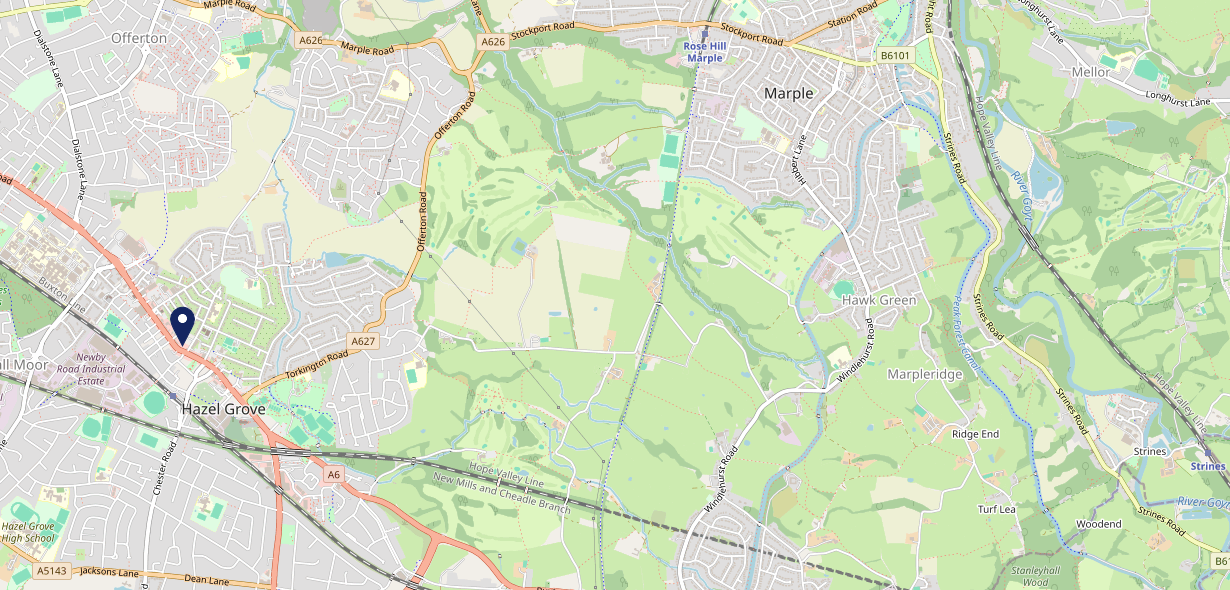 Marple Road
Dialstone Lane
Offerton
A626
Marple Road
A626
Stockport Road
Rose Hill
Marple
Stockport Road
Station Road
B6101
Longhurst Lane
Mellor
Longhurst Lane
Marple
Hibbert Lane
Hope Valley Line
Strines Road
River Goyt
Offerton Road
Offerton Road
Dialstone Lane
Buxton
Line
Hawk Green
Peak Forest Canal
Strines Road
A627
Torkington Road
Newby
Road Industrial
Estate
Windlehurst Road
Marpleridge
Hope Valley Line
Strines Road
Hazel Grove
Ridge End
Strines
Strines
Chester Road
A6
Hope Valley Line
New Mills and Cheadle Branch
Windlehurst Road
Turf Lea
Woodend
River Goyt
Strines Road
Hazel Grove
High School
A5143
Jacksons Lane
Dean Lane
Stanleyhall
Wood